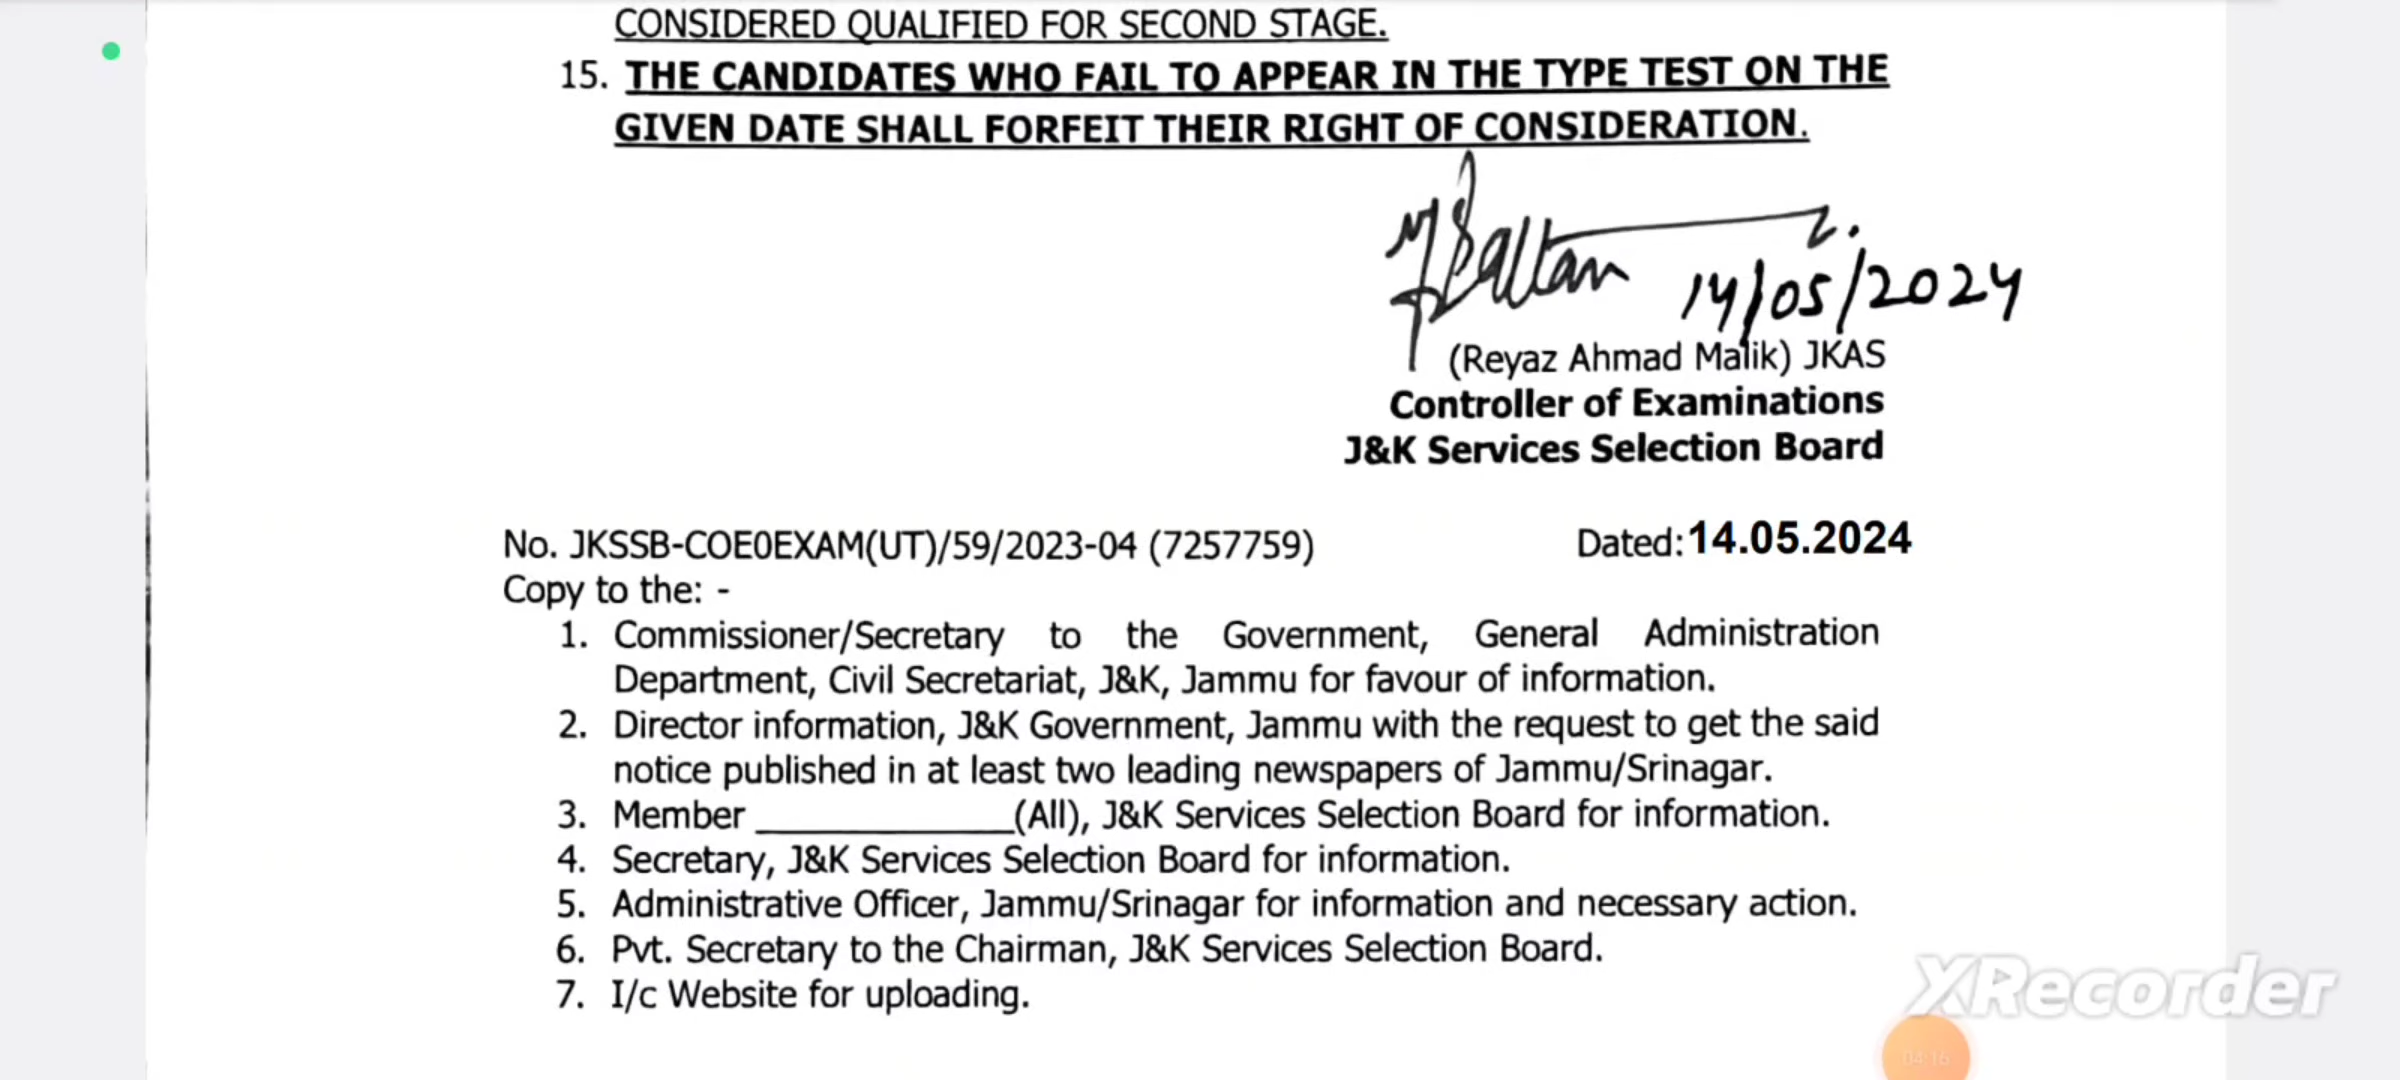 CONSIDERED QUALIFIED FOR SECOND STAGE.
15. THE CANDIDATES WHO FAIL TO APPEAR IN THE TYPE TEST ON THE
GIVEN DATE SHALL FORFEIT THEIR RIGHT OF CONSIDERATION.
14/05/2024
(Reyaz Ahmad Malik) JKAS
Controller of Examinations
J&K Services Selection Board
No. JKSSB-COE0EXAM(UT)/59/2023-04 (7257759) Dated:14.05.2024
Copy to the: -
1. Commissioner/Secretary to the Government, General Administration
Department, Civil Secretariat, J&K, Jammu for favour of information.
2. Director information, J&K Government, Jammu with the request to get the said
notice published in at least two leading newspapers of Jammu/Srinagar.
3. Member ______________(All), J&K Services Selection Board for information.
4. Secretary, J&K Services Selection Board for information.
5. Administrative Officer, Jammu/Srinagar for information and necessary action.
6. Pvt. Secretary to the Chairman, J&K Services Selection Board.
7. I/c Website for uploading.
XRecorder
04:16